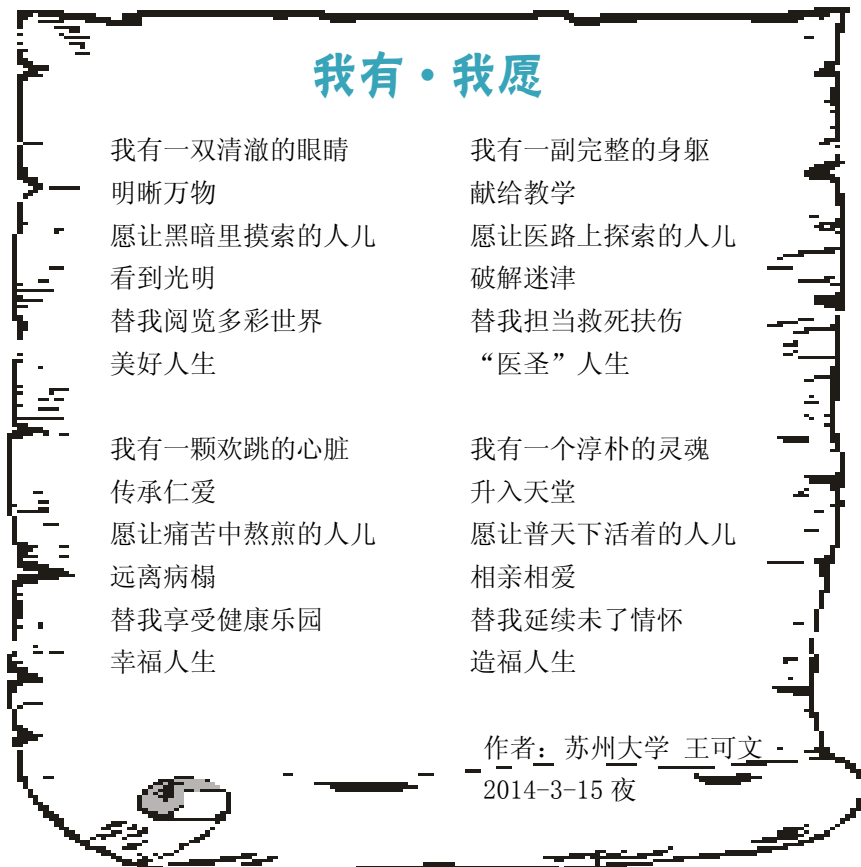 我有·我愿
我有一双清澈的眼睛
明晰万物
愿让黑暗里摸索的人儿
看到光明
替我阅览多彩世界
美好人生
我有一颗欢跳的心脏
传承仁爱
愿让痛苦中熬煎的人儿
远离病榻
替我享受健康乐园
幸福人生
我有一副完整的身躯
献给教学
愿让医路上探索的人儿
破解迷津
替我担当救死扶伤
“医圣”人生
我有一个淳朴的灵魂
升入天堂
愿让普天下活着的人儿
相亲相爱
替我延续未了情怀
造福人生
作者：苏州大学 王可文
2014-3-15 夜